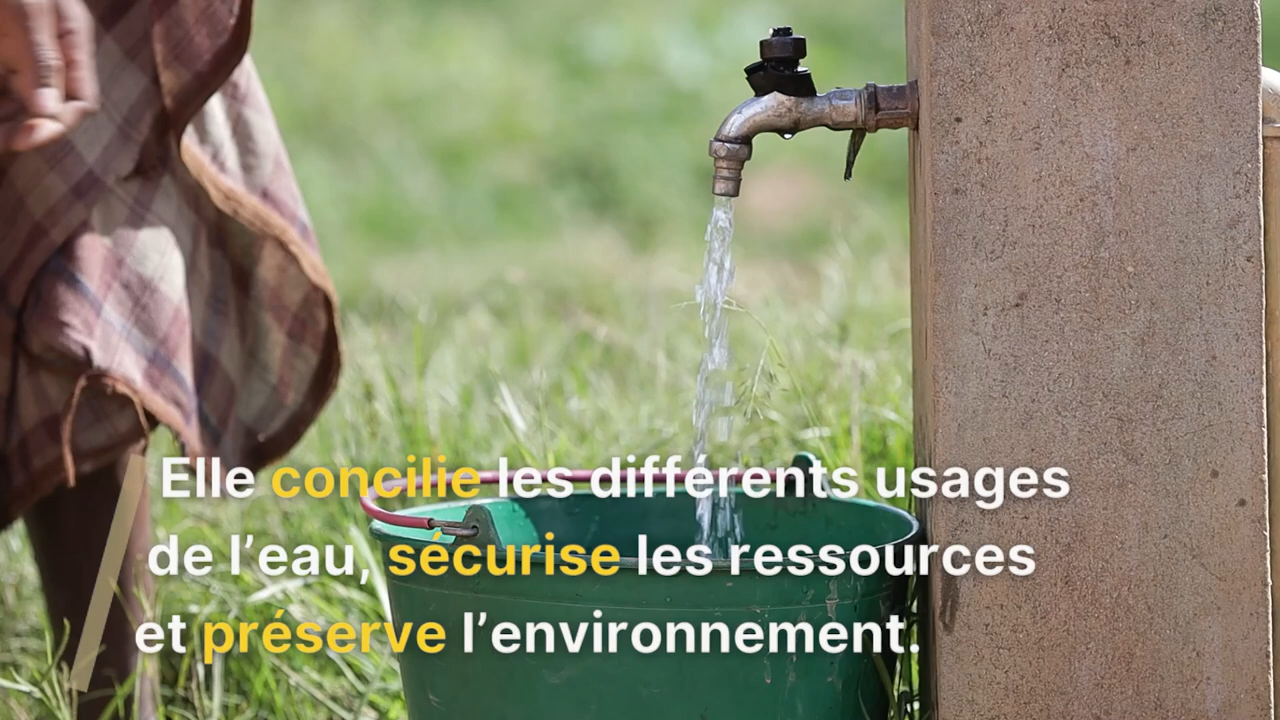 Elle concilie les différents usages
de l’eau, sécurise les ressources
et préserve l’environnement.